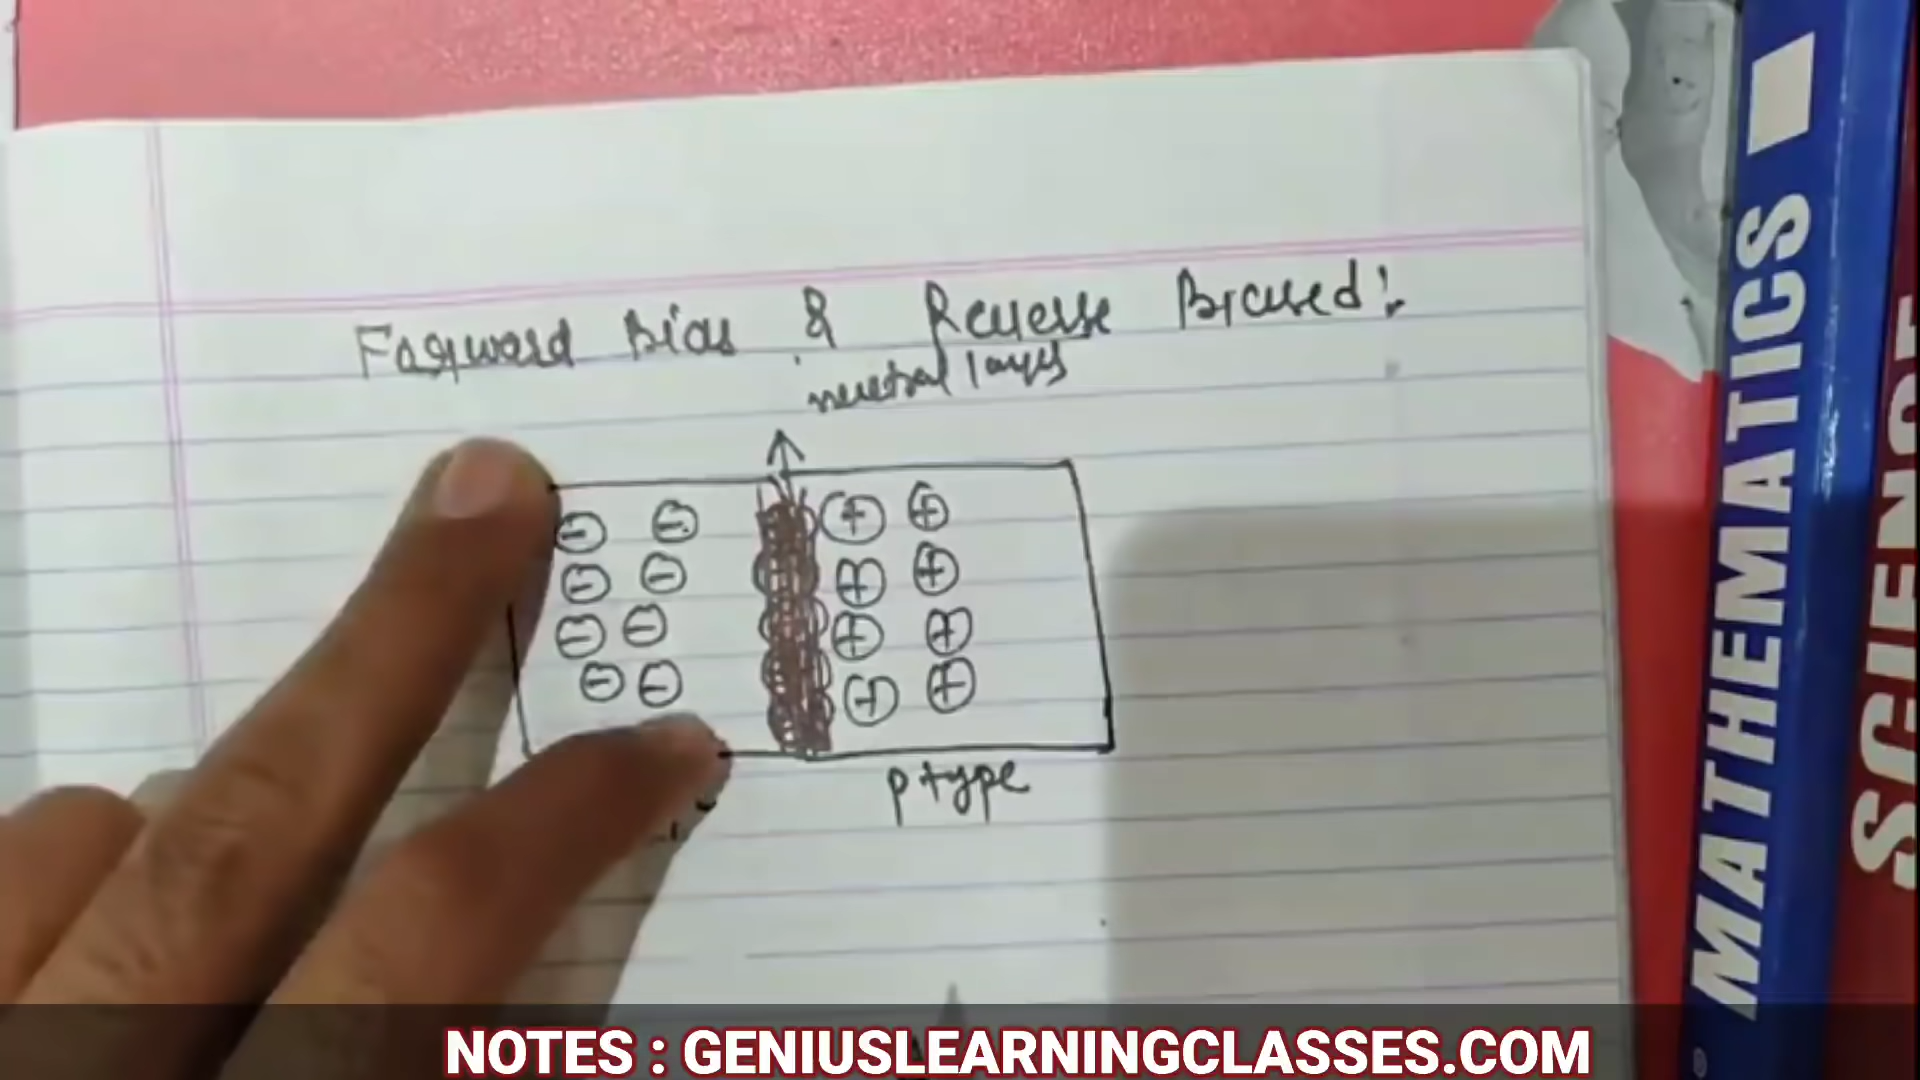 Forward Bias & Reverse Biased :-
neutral layer
- - + +
- - + +
- - + +
- - + +
P type
MATHEMATICS
SCIENCE
NOTES : GENIUSLEARNINGCLASSES.COM